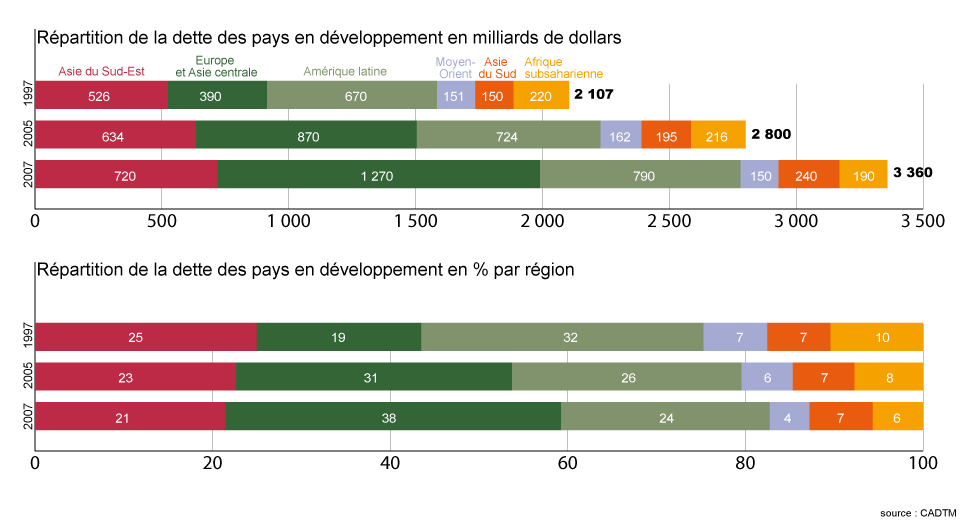 Répartition de la dette des pays en développement en milliards de dollars
Asie du Sud-Est
Europe
et Asie centrale
Amérique latine
Moyen-
Orient
Asie
du Sud
Afrique
subsaharienne
1997 526 390 670 151 150 220 2 107
2005 634 870 724 162 195 216 2 800
2007 720 1 270 790 150 240 190 3 360
0 500 1 000 1 500 2 000 2 500 3 000 3 500
Répartition de la dette des pays en développement en % par région
1997 25 19 32 7 7 10
2005 23 31 26 6 7 8
2007 21 38 24 4 7 6
0 20 40 60 80 100
source : CADTM